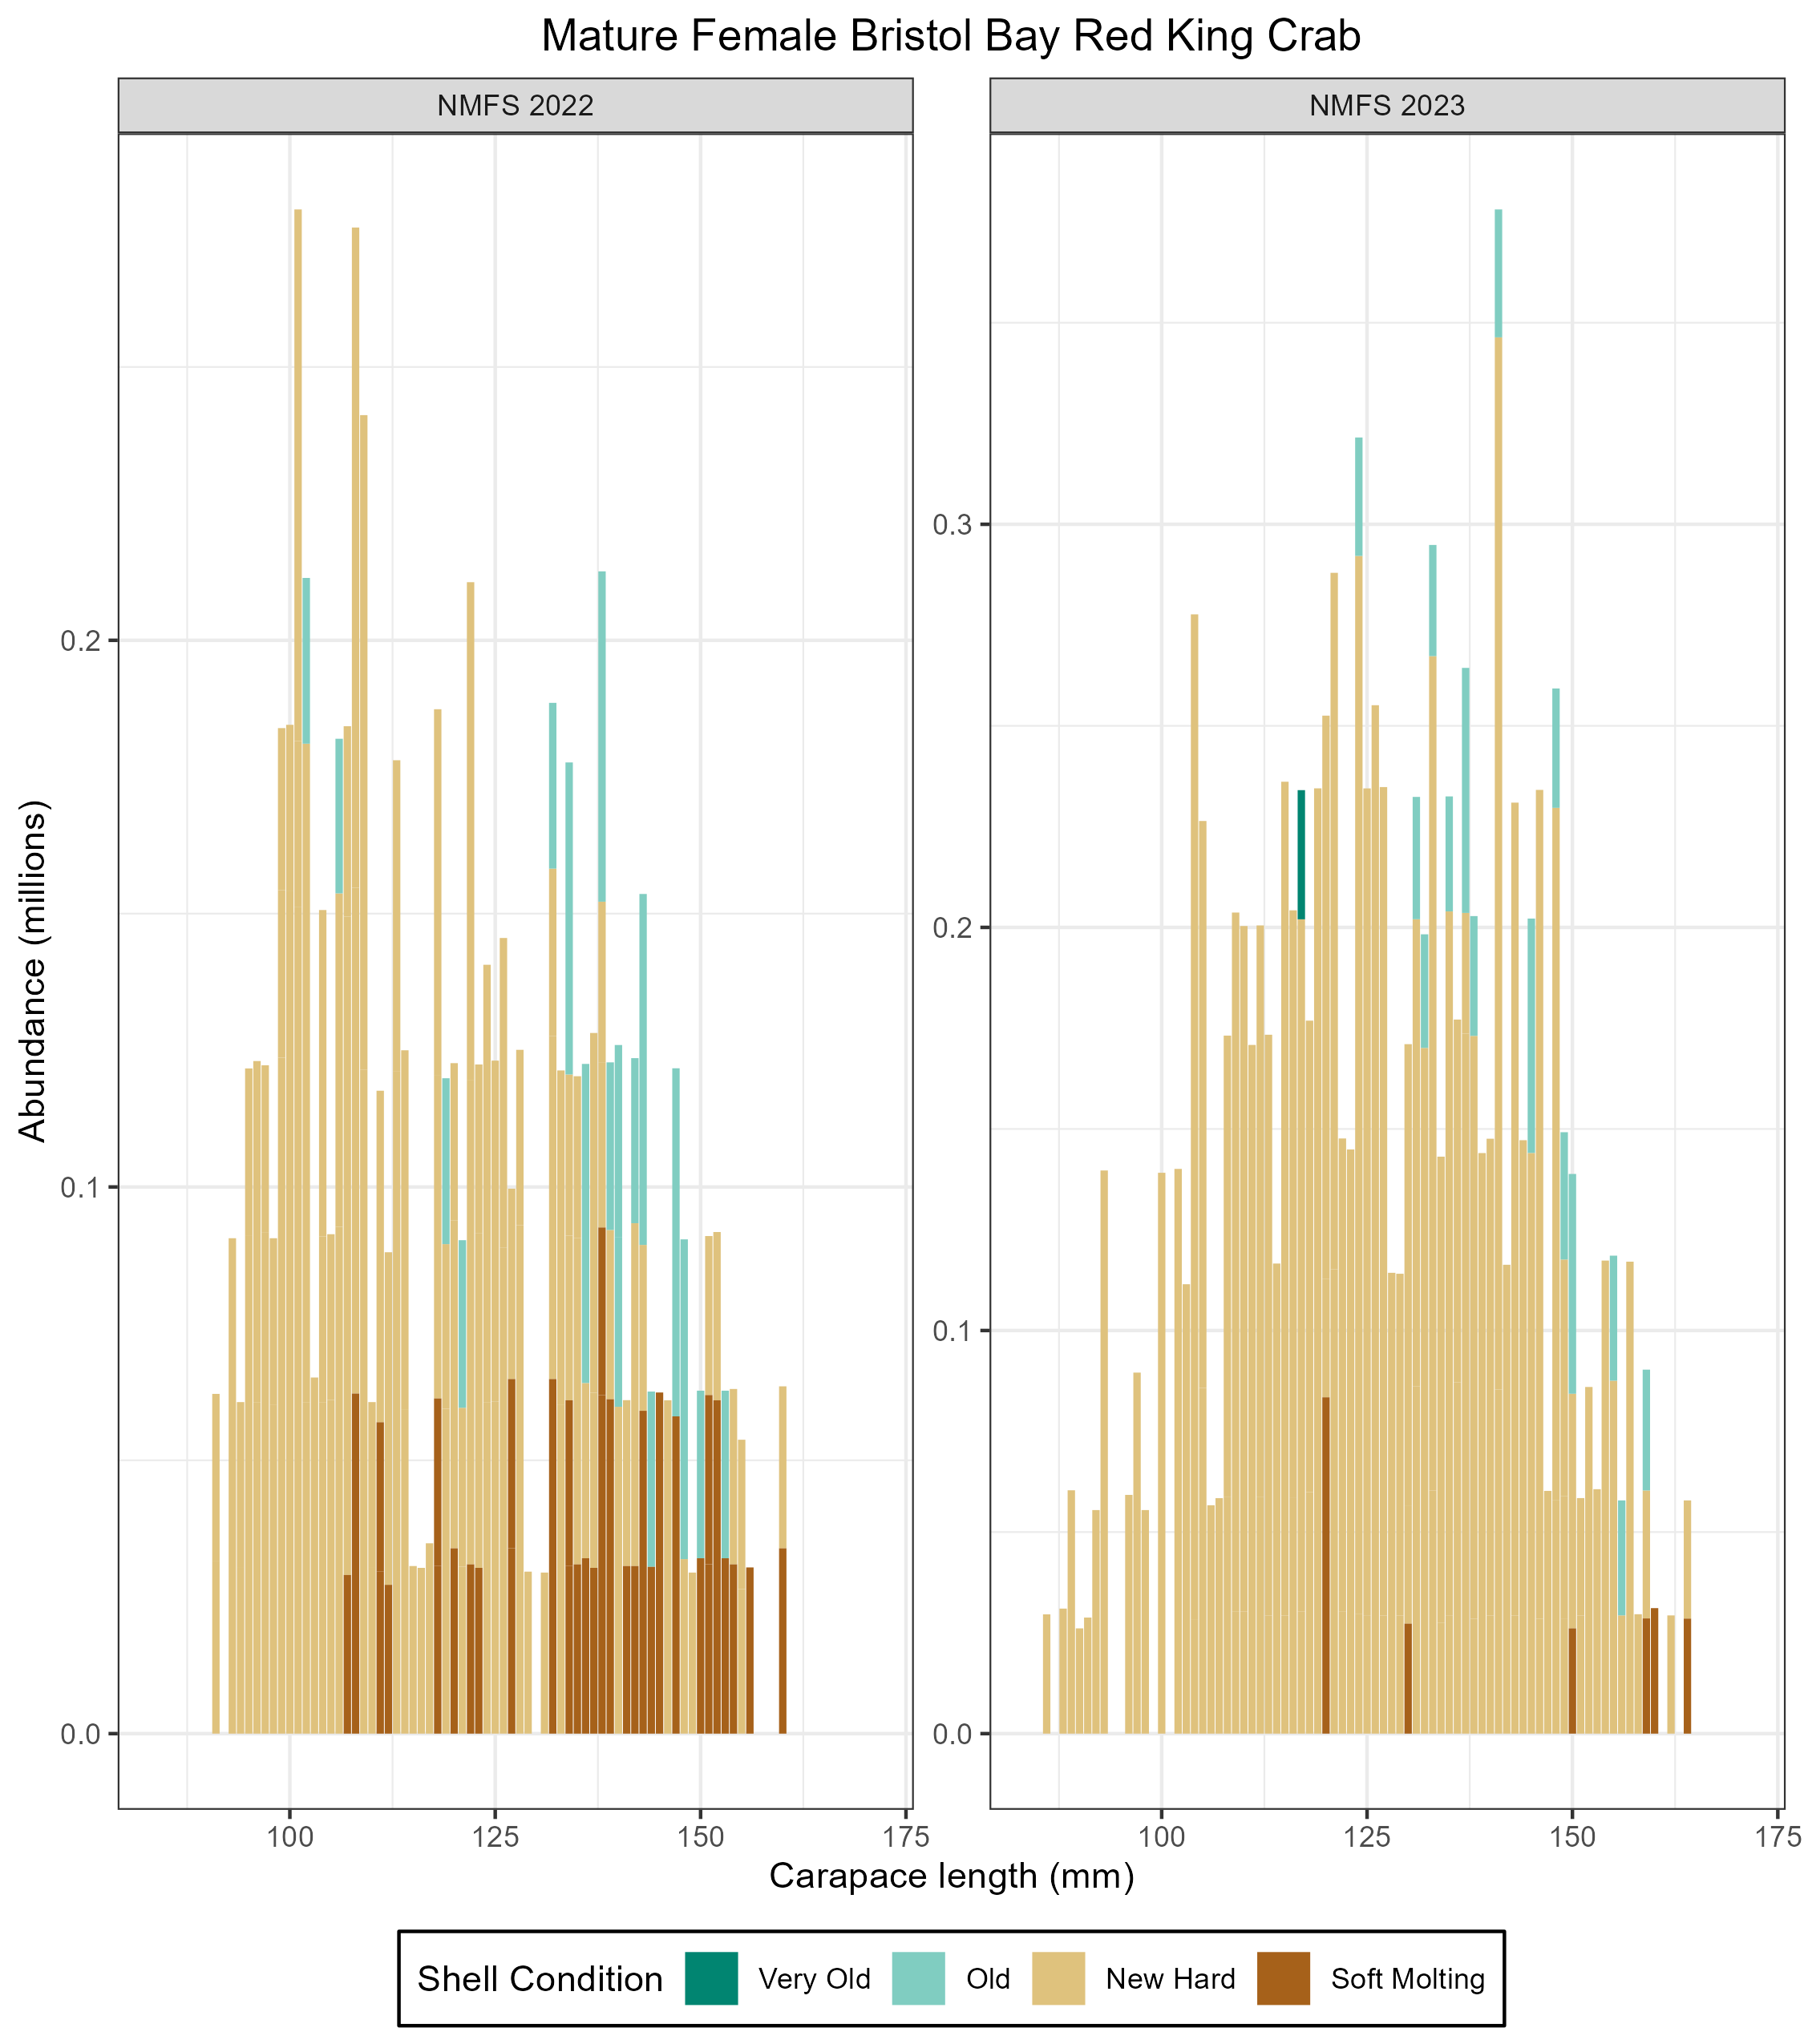 Mature Female Bristol Bay Red King Crab
NMFS 2022
NMFS 2023
Abundance (millions)
0.2
0.1
0.0
0.3
0.2
0.1
0.0
100
125
150
175
100
125
150
175
Carapace length (mm)
Shell Condition
Very Old
Old
New Hard
Soft Molting